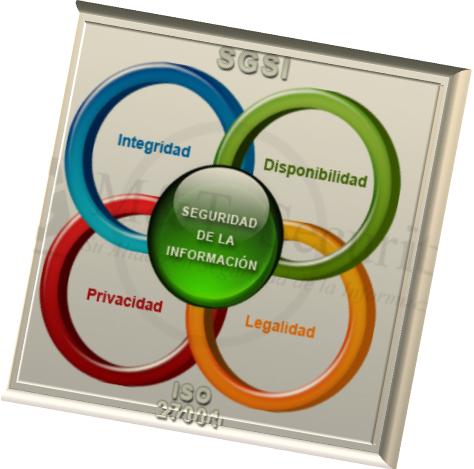 SGSI
Integridad
Disponibilidad
SEGURIDAD
DE LA
INFORMACIÓN
Privacidad
Legalidad
ISO
27001